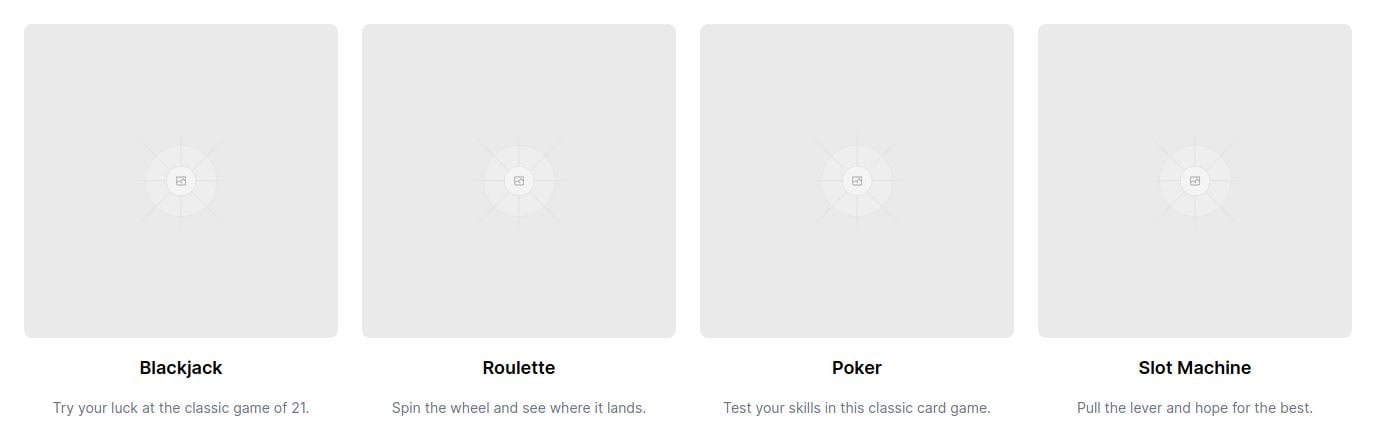 Blackjack
Try your luck at the classic game of 21.
Roulette
Spin the wheel and see where it lands.
Poker
Test your skills in this classic card game.
Slot Machine
Pull the lever and hope for the best.